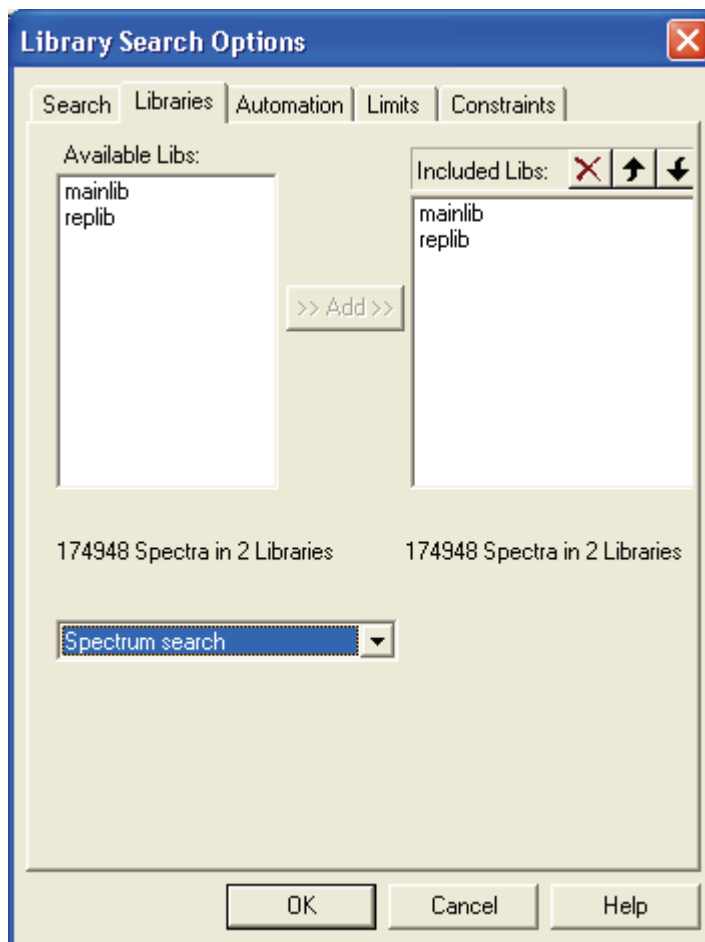 Library Search Options
Search Libraries Automation Limits Constraints
Available Libs:
mainlib
replib
>> Add >>
Included Libs:
mainlib
replib
174948 Spectra in 2 Libraries
174948 Spectra in 2 Libraries
Spectrum search
OK Cancel Help